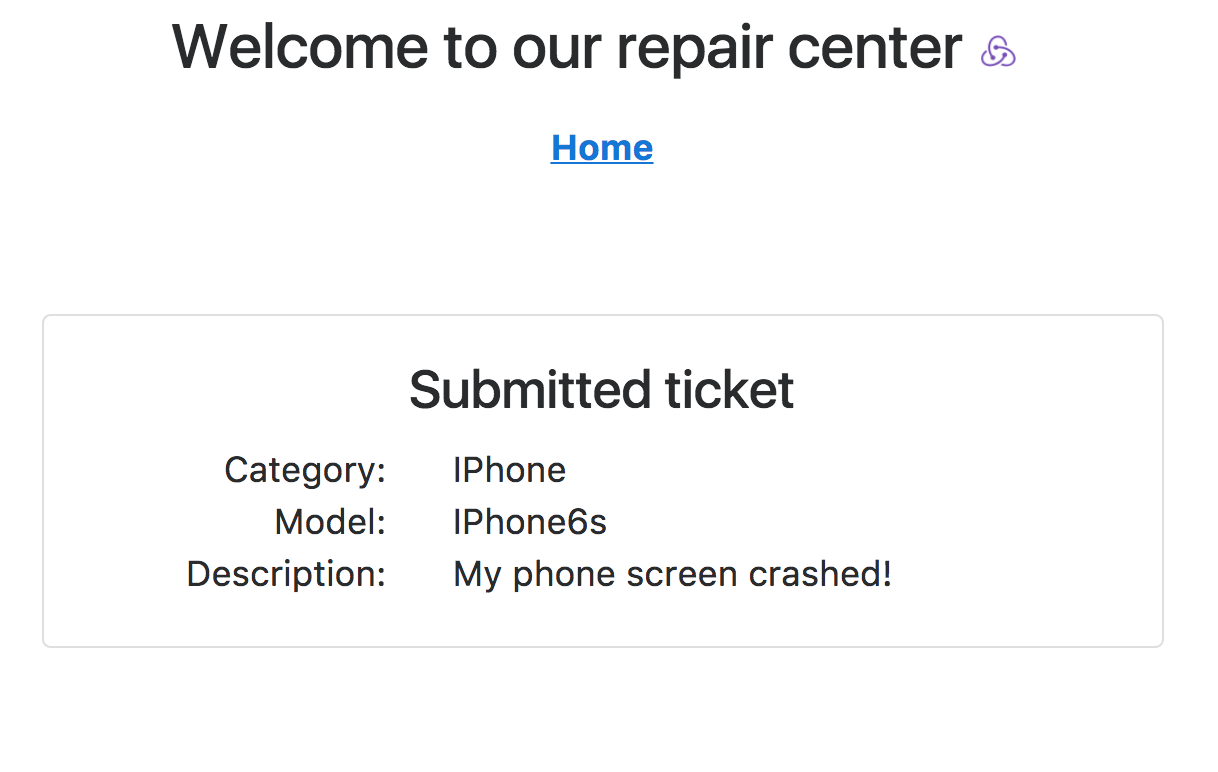 Welcome to our repair center
Home
Submitted ticket
Category: IPhone
Model: IPhone6s
Description: My phone screen crashed!